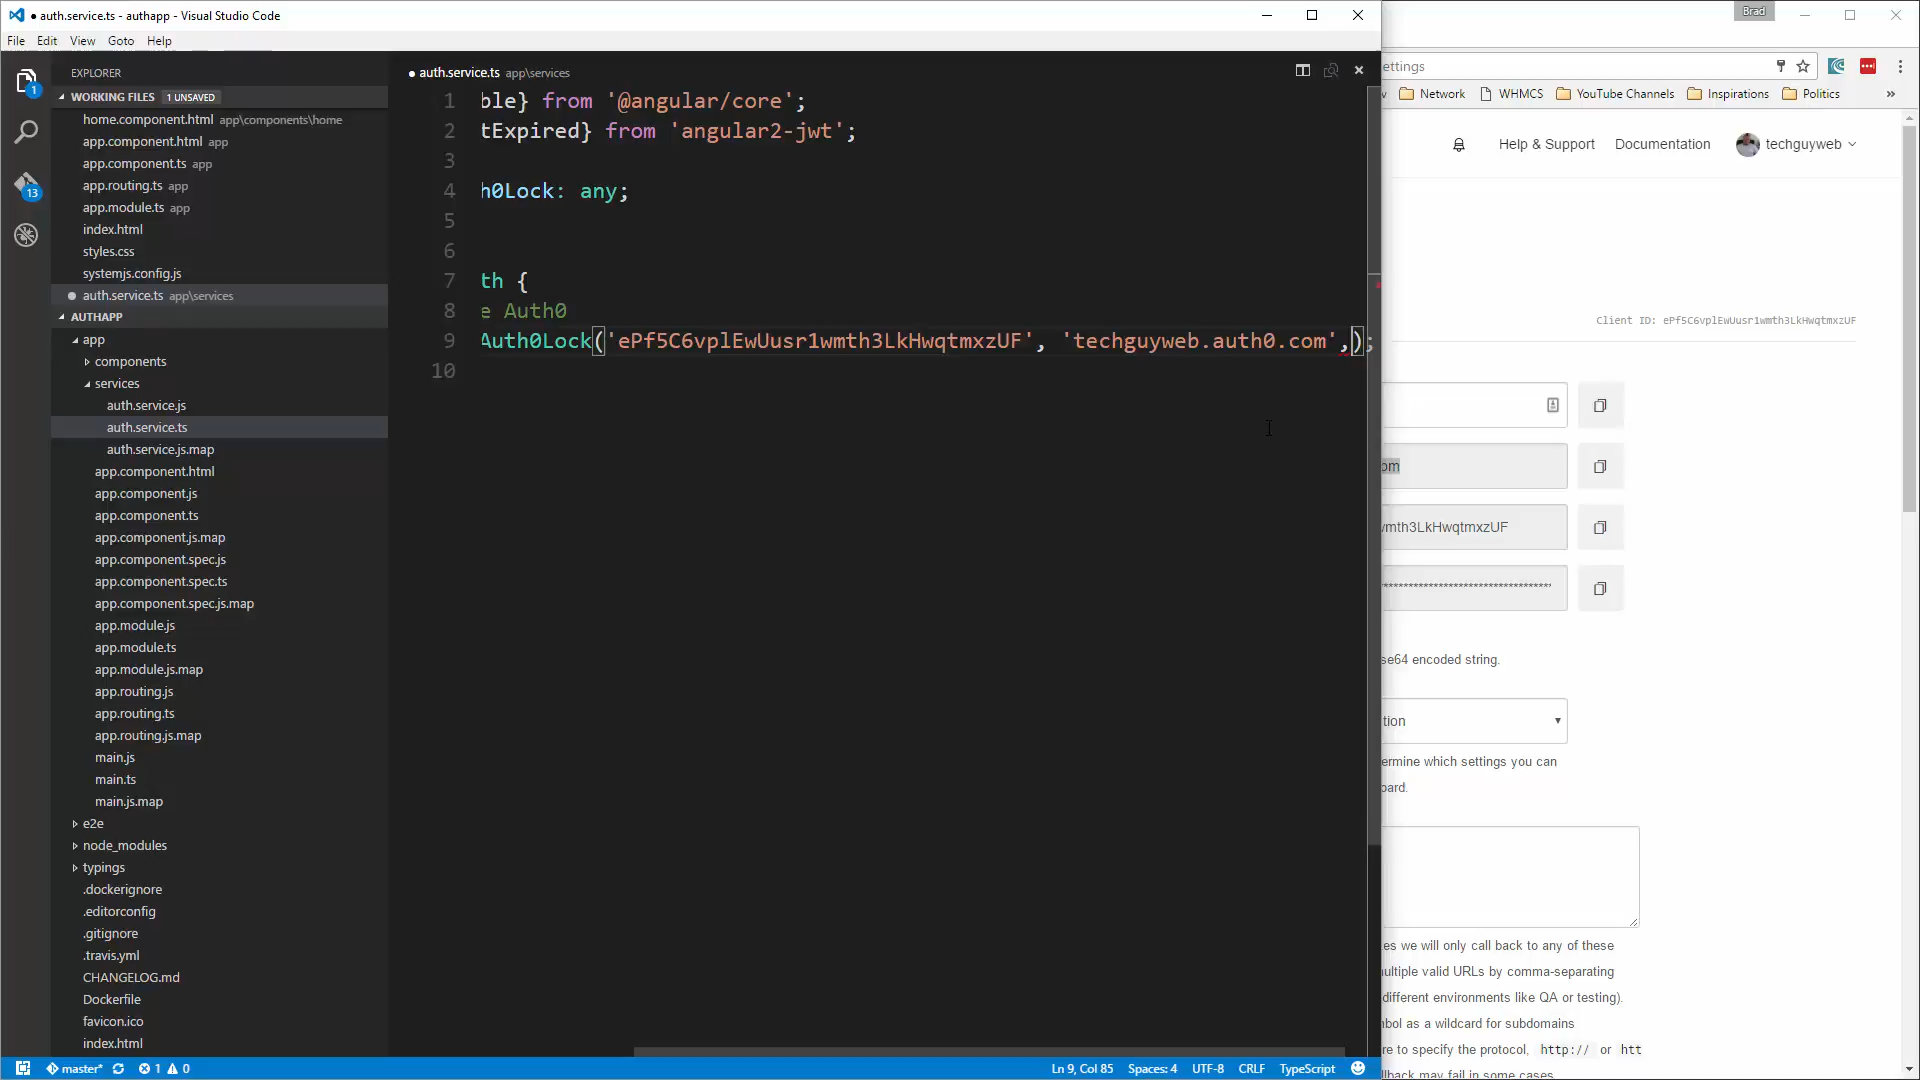 auth.service.ts - authapp - Visual Studio Code
File Edit View Goto Help
EXPLORER
WORKING FILES 1 UNSAVED
home.component.html app\components\home
app.component.html app
app.component.ts app
app.routing.ts app
app.module.ts app
index.html
styles.css
systemjs.config.js
auth.service.ts app\services
AUTHAPP
app
components
services
auth.service.js
auth.service.ts
auth.service.js.map
app.component.html
app.component.js
app.component.ts
app.component.js.map
app.component.spec.js
app.component.spec.ts
app.component.spec.js.map
app.module.js
app.module.ts
app.module.js.map
app.routing.js
app.routing.ts
app.routing.js.map
main.js
main.ts
main.js.map
e2e
node_modules
typings
.dockerignore
.editorconfig
.gitignore
.travis.yml
CHANGELOG.md
Dockerfile
favicon.ico
index.html
1
13
auth.service.ts app\services
1 ble} from '@angular/core';
2 tExpired} from 'angular2-jwt';
3
4 h0Lock: any;
5
6
7 th {
8 e Auth0
9 Auth0Lock('ePf5C6vplEwUusr1wmth3LkHwqtmxzUF', 'techguyweb.auth0.com',);
10
master* 1 0
Ln 9, Col 85 Spaces: 4 UTF-8 CRLF TypeScript
Brad
ettings
Network WHMCS YouTube Channels Inspirations Politics »
Help & Support Documentation techguyweb
Client ID: ePf5C6vplEwUusr1wmth3LkHwqtmxzUF
om
wmth3LkHwqtmxzUF
se64 encoded string.
tion
ermine which settings you can
oard.
es we will only call back to any of these
ultiple valid URLs by comma-separating
different environments like QA or testing).
bol as a wildcard for subdomains
re to specify the protocol, http:// or htt
llback may fail in some cases.